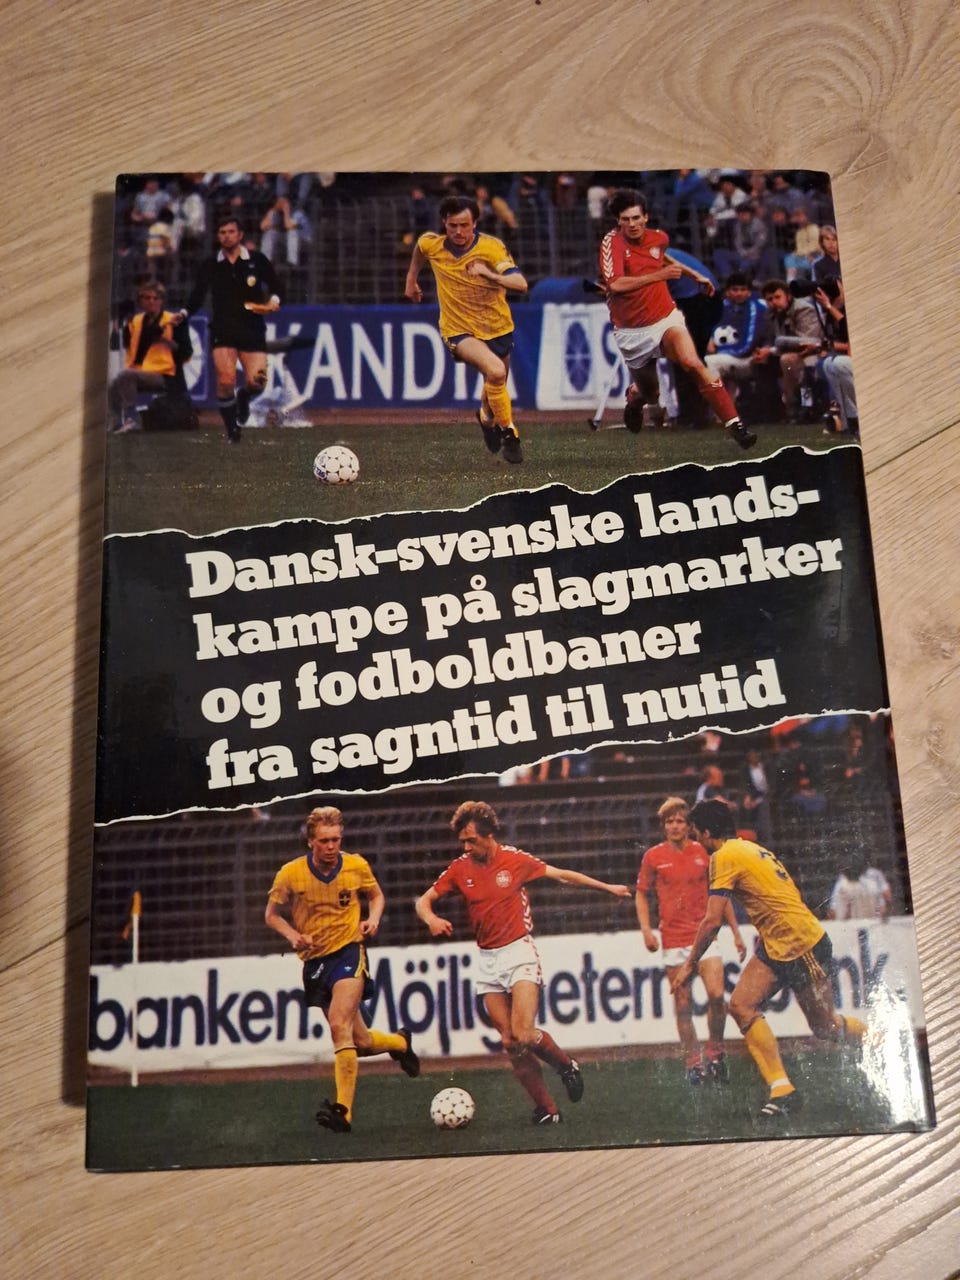 KANDIA
S
Dansk-svenske lands-
kampe på slagmarker
og fodboldbaner
fra sagntid til nutid
banken. Möjligheternas bank